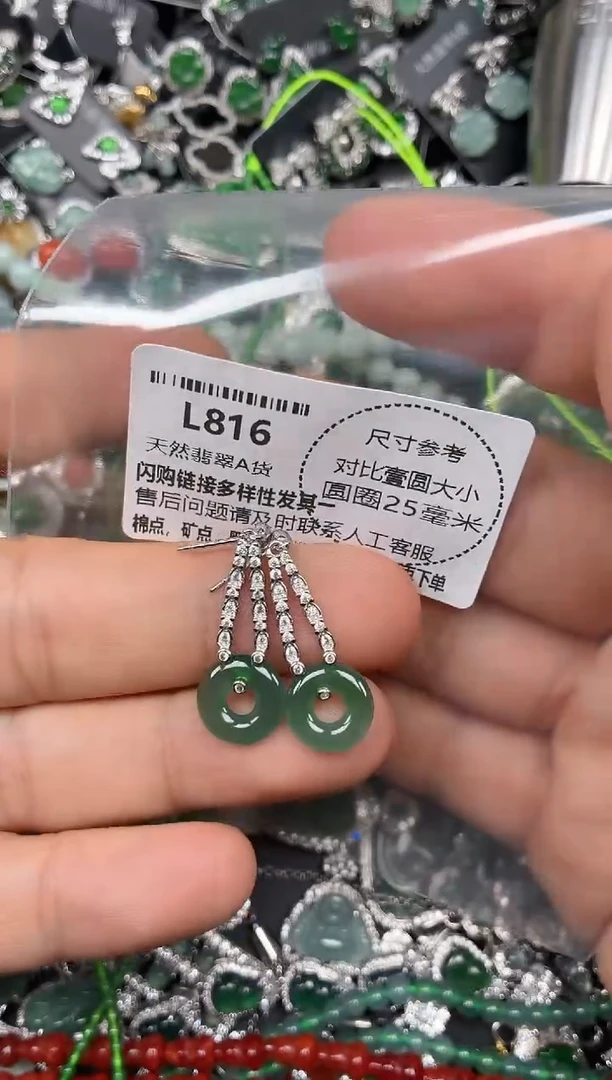 L816
天然翡翠A货
闪购链接多样性发其一
售后问题请及时联系人工客服
棉点、矿点
下单
尺寸参考
对比壹圆大小
圆圈25毫米